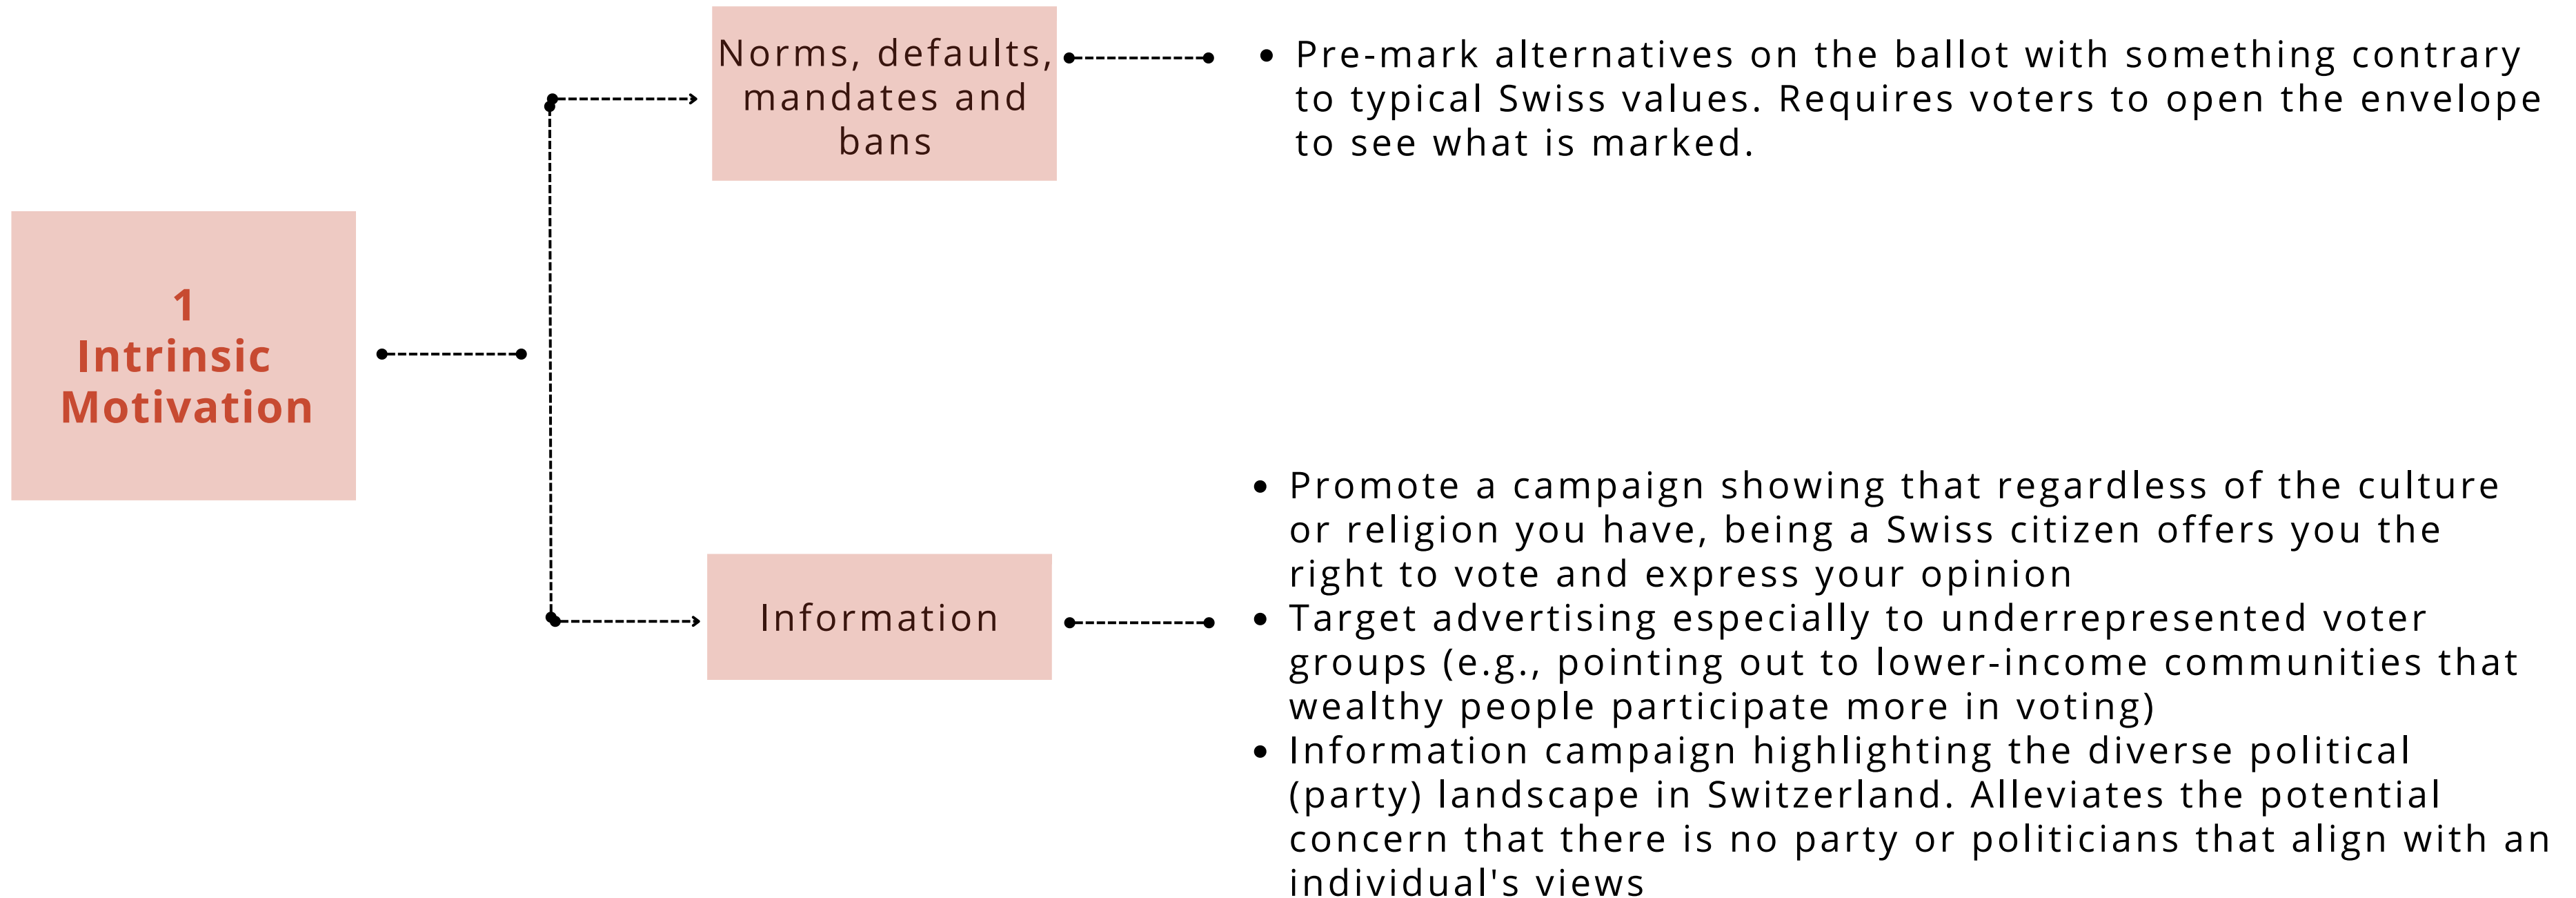 1
Intrinsic
Motivation
Norms, defaults,
mandates and
bans
• Pre-mark alternatives on the ballot with something contrary
to typical Swiss values. Requires voters to open the envelope
to see what is marked.
Information
• Promote a campaign showing that regardless of the culture
or religion you have, being a Swiss citizen offers you the
right to vote and express your opinion
• Target advertising especially to underrepresented voter
groups (e.g., pointing out to lower-income communities that
wealthy people participate more in voting)
• Information campaign highlighting the diverse political
(party) landscape in Switzerland. Alleviates the potential
concern that there is no party or politicians that align with an
individual's views